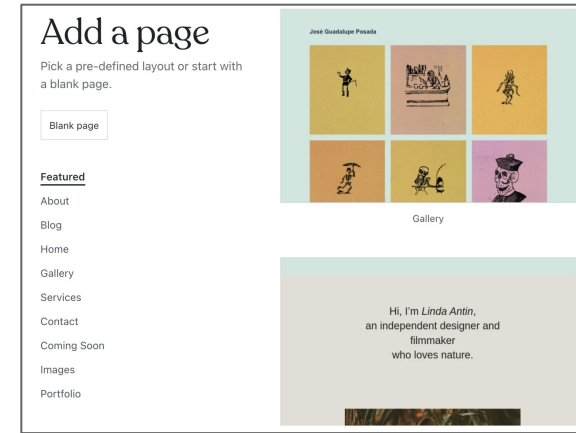 Add a page
Pick a pre-defined layout or start with
a blank page.
Blank page
Featured
About
Blog
Home
Gallery
Services
Contact
Coming Soon
Images
Portfolio
José Guadalupe Posada
Gallery
Hi, I’m Linda Antin,
an independent designer and
filmmaker
who loves nature.